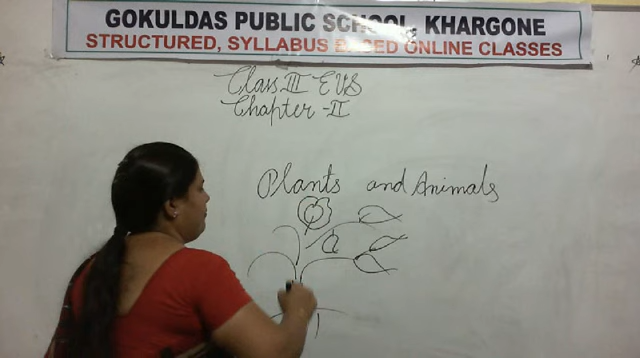 GOKULDAS PUBLIC SCHOOL, KHARGONE
STRUCTURED, SYLLABUS BASED ONLINE CLASSES
Class III EVS
Chapter - II
Plants and Animals